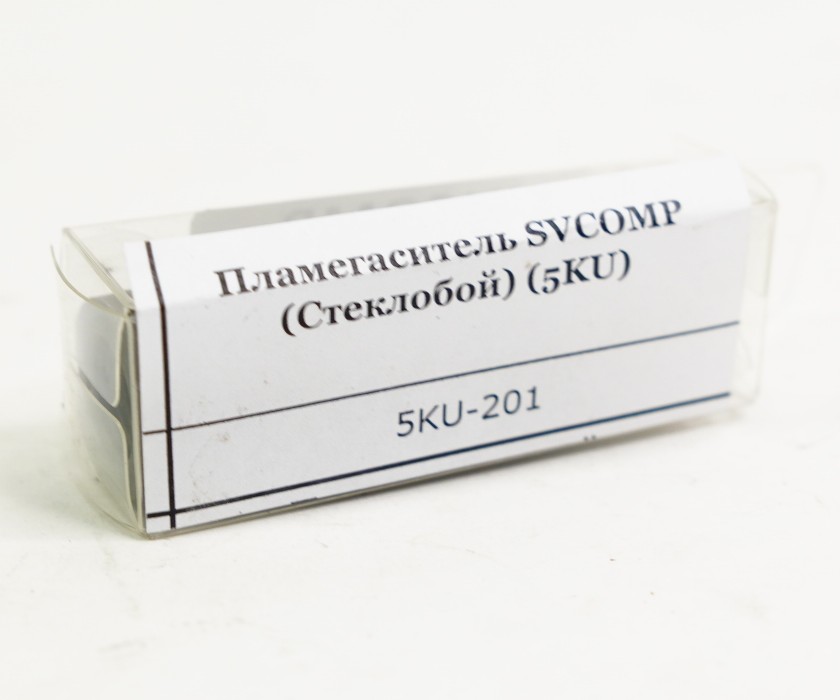 Пламегаситель SVCOMP
(Стеклобой) (5KU)
5KU-201